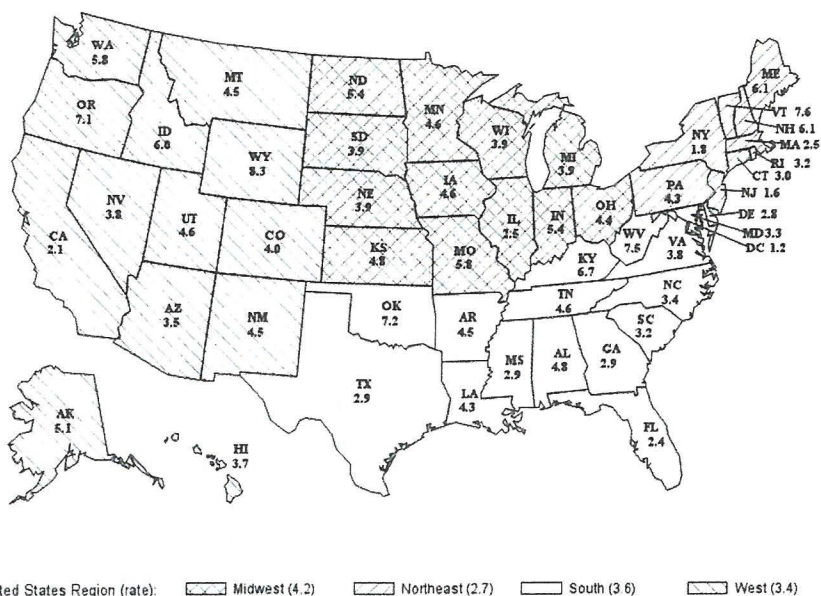 WA
5.8
OR
7.1
ID
6.0
MT
4.5
WY
8.3
NV
3.8
UT
4.6
CO
4.0
CA
2.1
AZ
3.5
NM
4.5
ND
5.4
SD
3.9
NE
3.9
KS
4.8
MN
4.6
IA
4.6
MO
5.8
WI
3.9
IL
2.5
MI
3.9
IN
5.4
OH
4.4
OK
7.2
TX
2.9
AR
4.5
LA
4.3
MS
2.9
AL
4.8
GA
2.9
FL
2.4
TN
4.6
KY
6.7
WV
7.5
VA
3.8
NC
3.4
SC
3.2
PA
4.3
NY
1.8
ME
6.1
VT 7.6
NH 6.1
MA 2.5
RI 3.2
CT 3.0
NJ 1.6
DE 2.8
MD3.3
DC 1.2
AK
5.1
HI
3.7
ted States Region (rate): Midwest (4.2) Northeast (2.7) South (3.6) West (3.4)